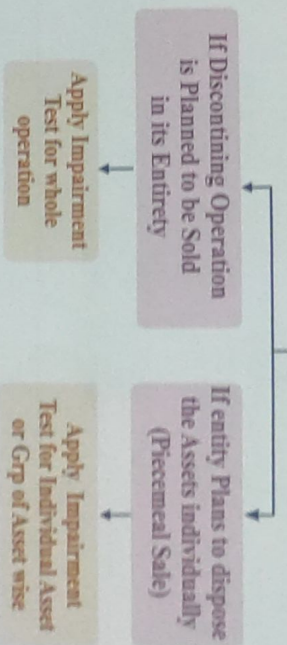 If Discontining Operation
is Planned to be Sold
in its Entirety
Apply Impairment
Test for whole
operation
If entity Plans to dispose
the Assets individually
(Piecemeal Sale)
Apply Impairment
Test for Individual Asset
or Grp of Asset wise